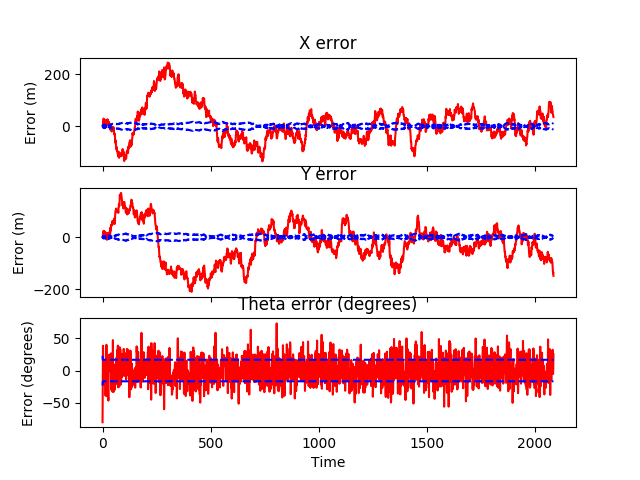 X error
Error (m)
200
0
Y error
Error (m)
0
−200
Theta error (degrees)
Error (degrees)
50
0
−50
0 500 1000 1500 2000
Time